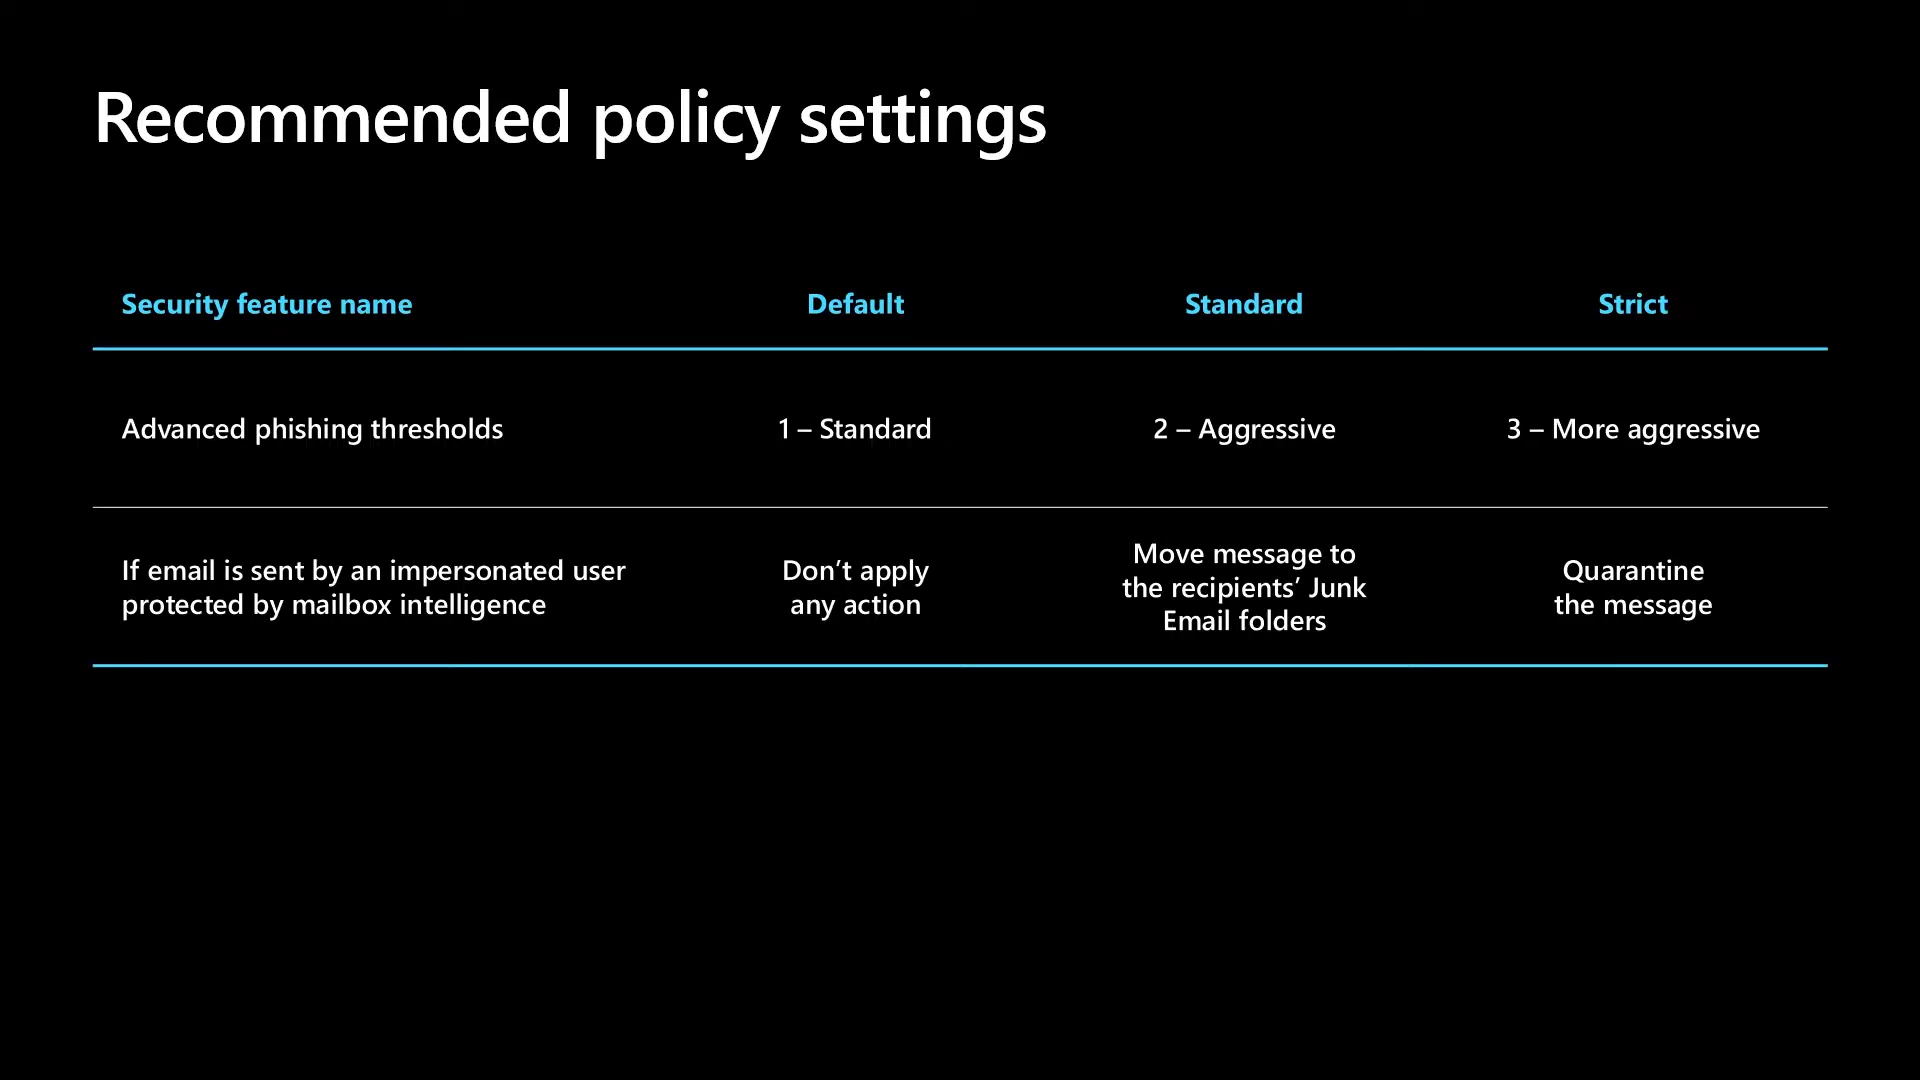 Recommended policy settings
Security feature name Default Standard Strict
Advanced phishing thresholds 1 – Standard 2 – Aggressive 3 – More aggressive
If email is sent by an impersonated user
protected by mailbox intelligence
Don’t apply
any action
Move message to
the recipients’ Junk
Email folders
Quarantine
the message